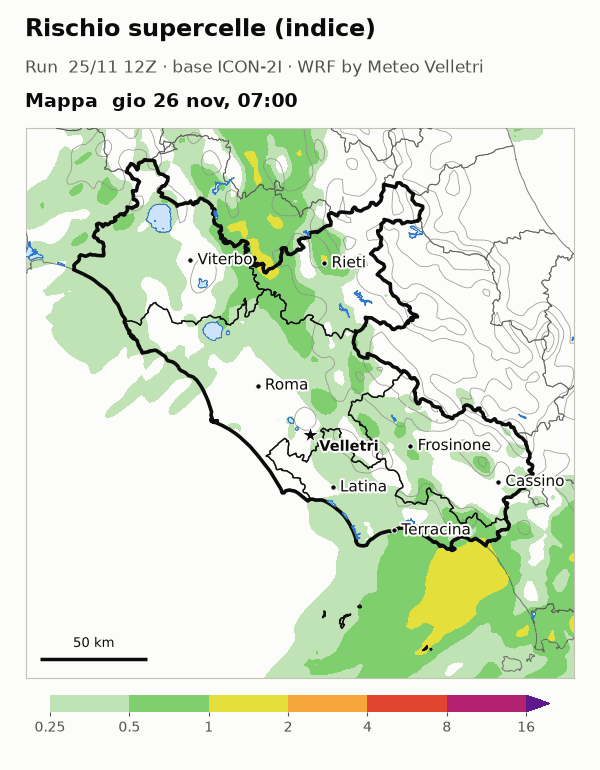 Rischio supercelle (indice)
Run  25/11 12Z · base ICON-2I · WRF by Meteo Velletri
Mappa  gio 26 nov, 07:00
Viterbo
Rieti
Roma
Velletri
Frosinone
Latina
Cassino
Terracina
50 km
0.25 0.5 1 2 4 8 16